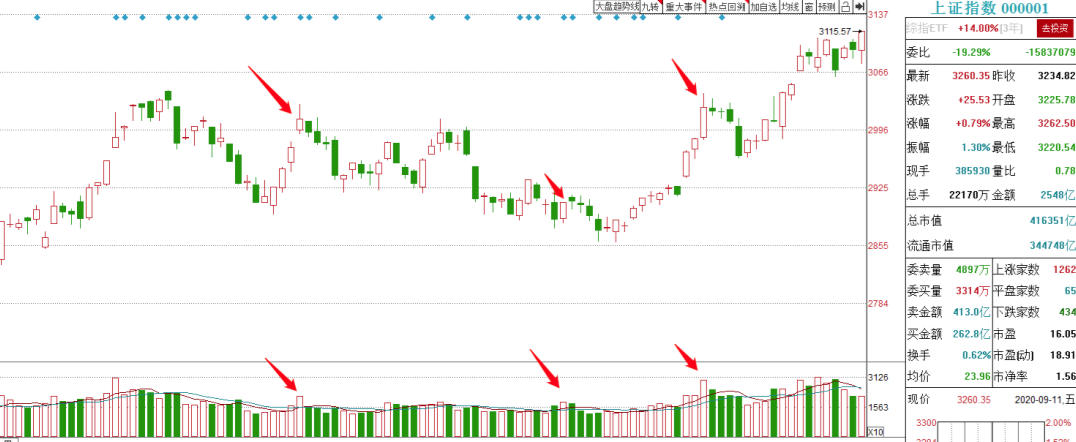 大盘趋势线 九转 重大事件 热点回溯 加自选 均线 窗 预测
3137
3115.57
3066
2996
2925
2855
2784
3126
1563
X10
上证指数 000001
综指ETF +14.00%[3年] 去投资
委比 -19.29% -15837079
最新 3260.35 昨收 3234.82
涨跌 +25.53 开盘 3225.78
涨幅 +0.79% 最高 3262.50
振幅 1.30% 最低 3220.54
现手 385930 量比 0.78
总手 22170万 金额 2548亿
总市值 416351亿
流通市值 344748亿
委卖量 4897万 上涨家数 1262
委买量 3314万 平盘家数 65
卖金额 413.0亿 下跌家数 434
买金额 262.8亿 市盈 16.05
换手 0.62% 市盈(动) 18.91
均价 23.96 市净率 1.56
现价 3260.35 2020-09-11,五
3300 2.00%